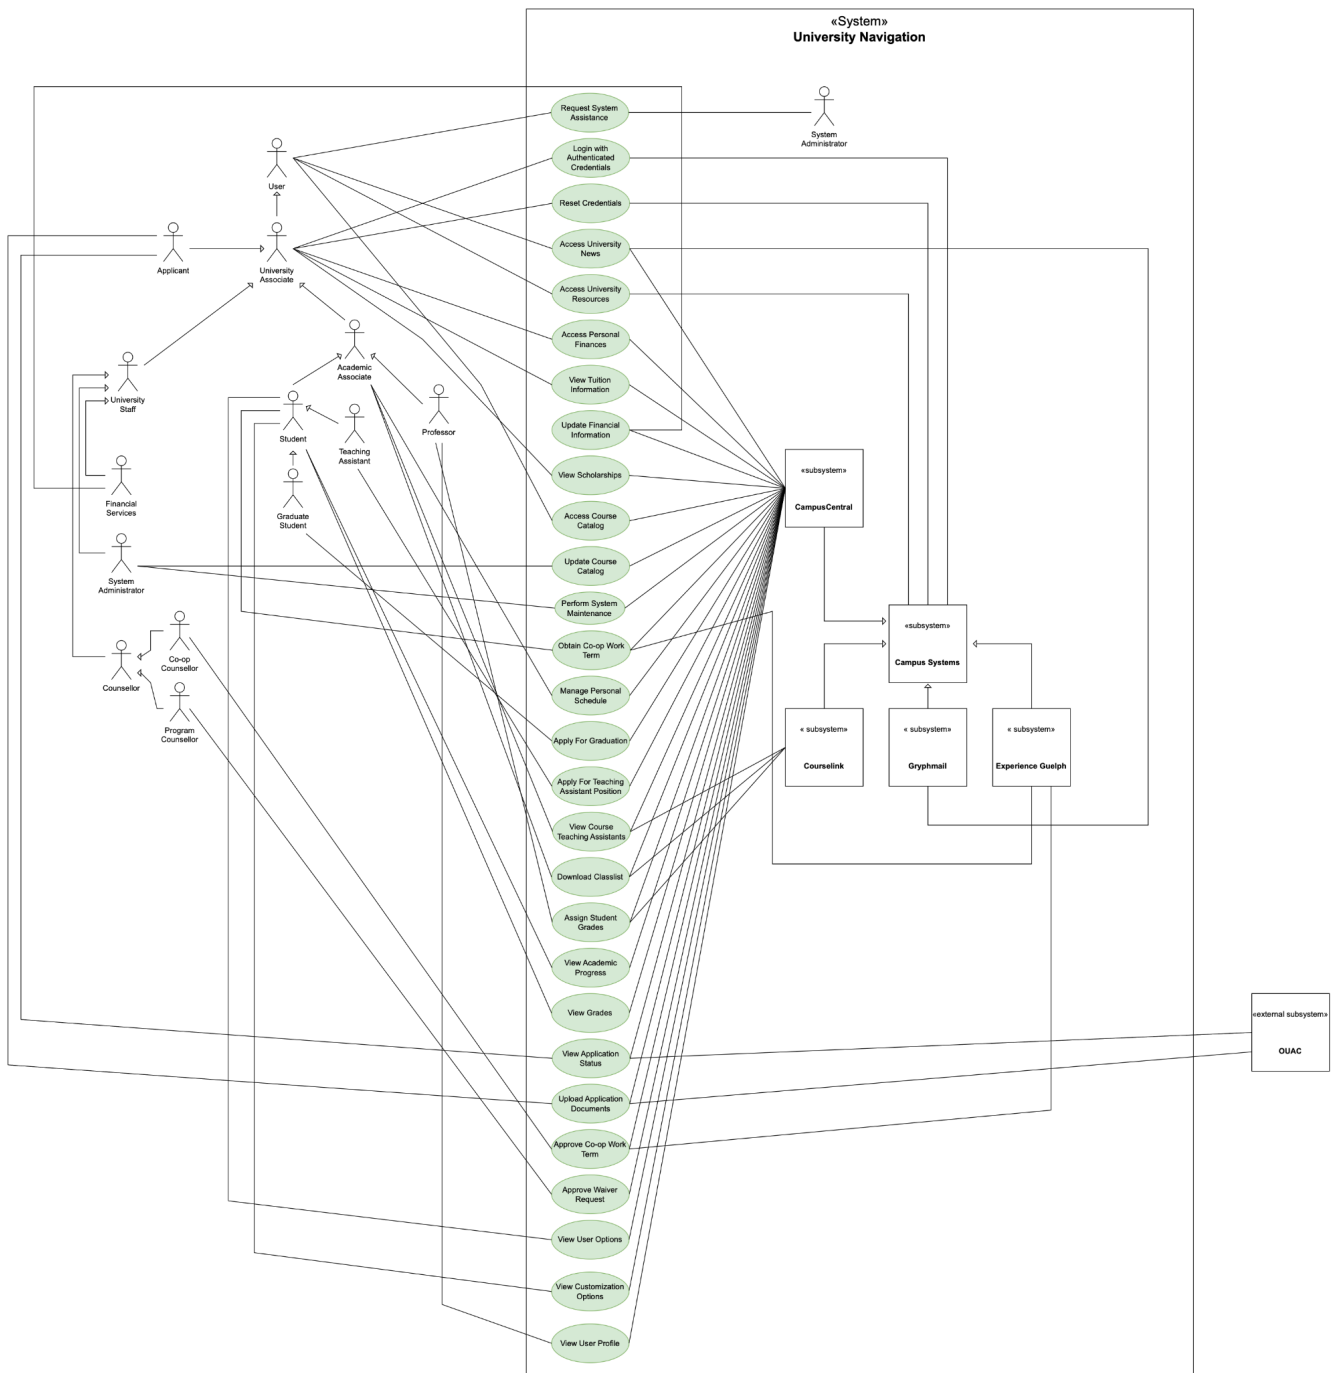 «System»
University Navigation
Request System
Assistance
System
Administrator
Login with
Authenticated
Credentials
User
Reset Credentials
Applicant
University
Associate
Access University
News
Access University
Resources
Academic
Associate
Access Personal
Finances
University
Staff
View Tuition
Information
Student
Teaching
Assistant
Professor
Update Financial
Information
«subsystem»
CampusCentral
View Scholarships
Financial
Services
Graduate
Student
Access Course
Catalog
System
Administrator
Update Course
Catalog
Perform System
Maintenance
«subsystem»
Campus Systems
Co-op
Counsellor
Counsellor
Obtain Co-op Work
Term
Program
Counsellor
Manage Personal
Schedule
Apply For Graduation
« subsystem»
Courselink
« subsystem»
Gryphmail
« subsystem»
Experience Guelph
Apply For Teaching
Assistant Position
View Course
Teaching Assistants
Download Classlist
Assign Student
Grades
View Academic
Progress
View Grades
«external subsystem»
OUAC
View Application
Status
Upload Application
Documents
Approve Co-op Work
Term
Approve Waiver
Request
View User Options
View Customization
Options
View User Profile